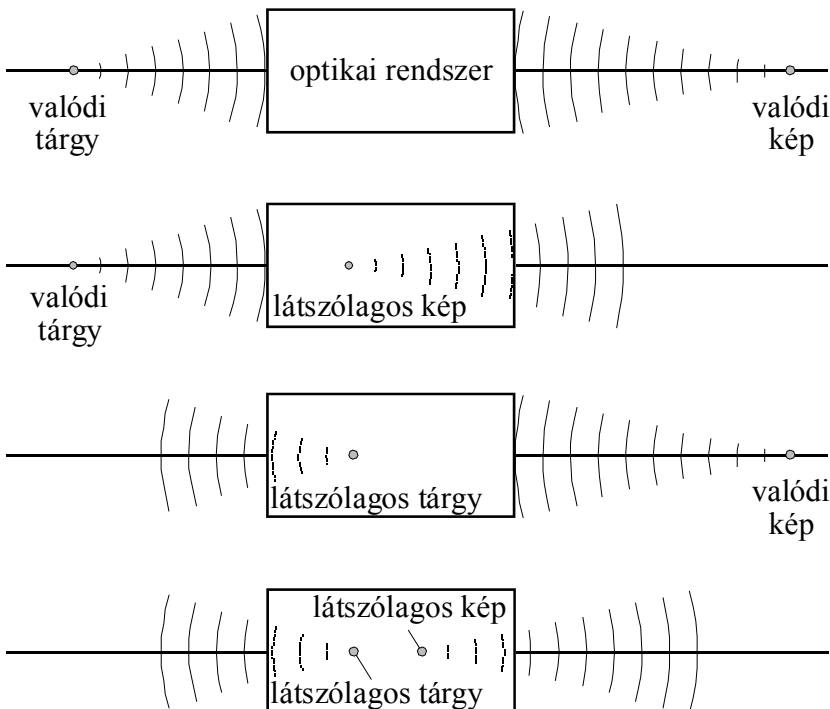 optikai rendszer
valódi
tárgy
valódi
kép
valódi
tárgy
látszólagos kép
látszólagos tárgy
valódi
kép
látszólagos kép
látszólagos tárgy